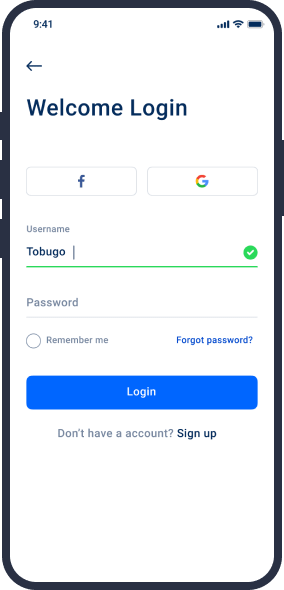 9:41
Welcome Login
Username
Tobugo
Password
Remember me Forgot password?
Login
Don't have a account? Sign up